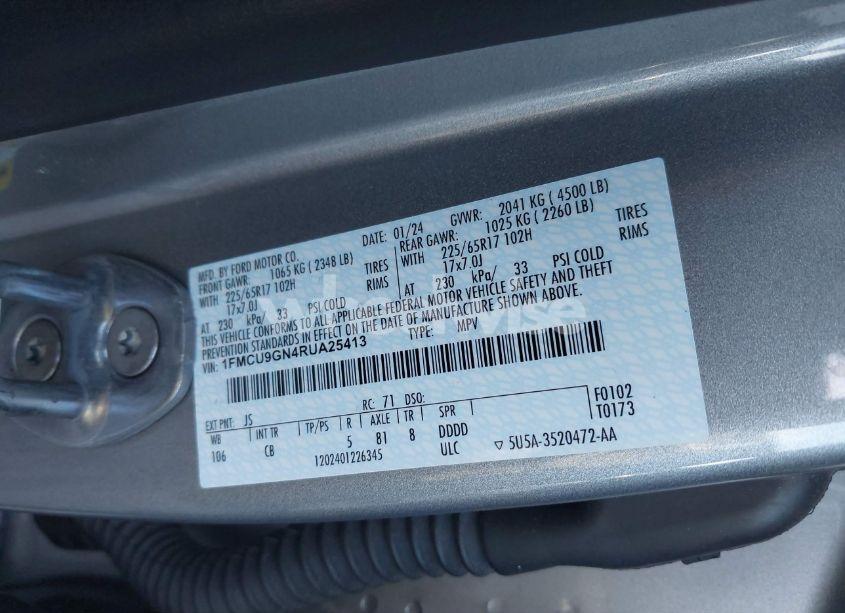 MFD. BY FORD MOTOR CO.
DATE: 01/24
GVWR: 2041 KG ( 4500 LB)
FRONT GAWR: 1065 KG ( 2348 LB)
REAR GAWR: 1025 KG ( 2260 LB)
WITH 225/65R17 102H TIRES
WITH 225/65R17 102H TIRES
17x7.0J RIMS
17x7.0J RIMS
AT 230 kPa/ 33 PSI COLD
AT 230 kPa/ 33 PSI COLD
THIS VEHICLE CONFORMS TO ALL APPLICABLE FEDERAL MOTOR VEHICLE SAFETY AND THEFT
PREVENTION STANDARDS IN EFFECT ON THE DATE OF MANUFACTURE SHOWN ABOVE.
VIN: 1FMCU9GN4RUA25413 TYPE: MPV
EXT PNT: JS RC: 71 DSO: F0102
T0173
WB INT TR TP/PS R AXLE TR SPR
106 CB 5 81 8 DDDD
1202401226345 ULC ▽ 5U5A-3520472-AA